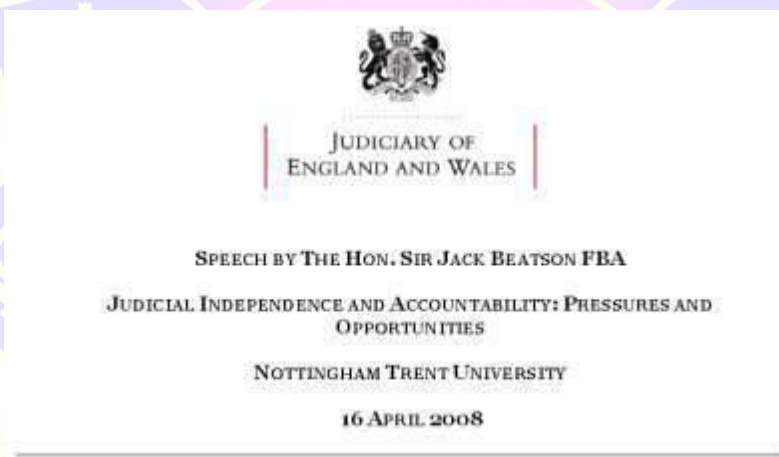 JUDICIARY OF
ENGLAND AND WALES
SPEECH BY THE HON. SIR JACK BEATSON FBA
JUDICIAL INDEPENDENCE AND ACCOUNTABILITY: PRESSURES AND
OPPORTUNITIES
NOTTINGHAM TRENT UNIVERSITY
16 APRIL 2008